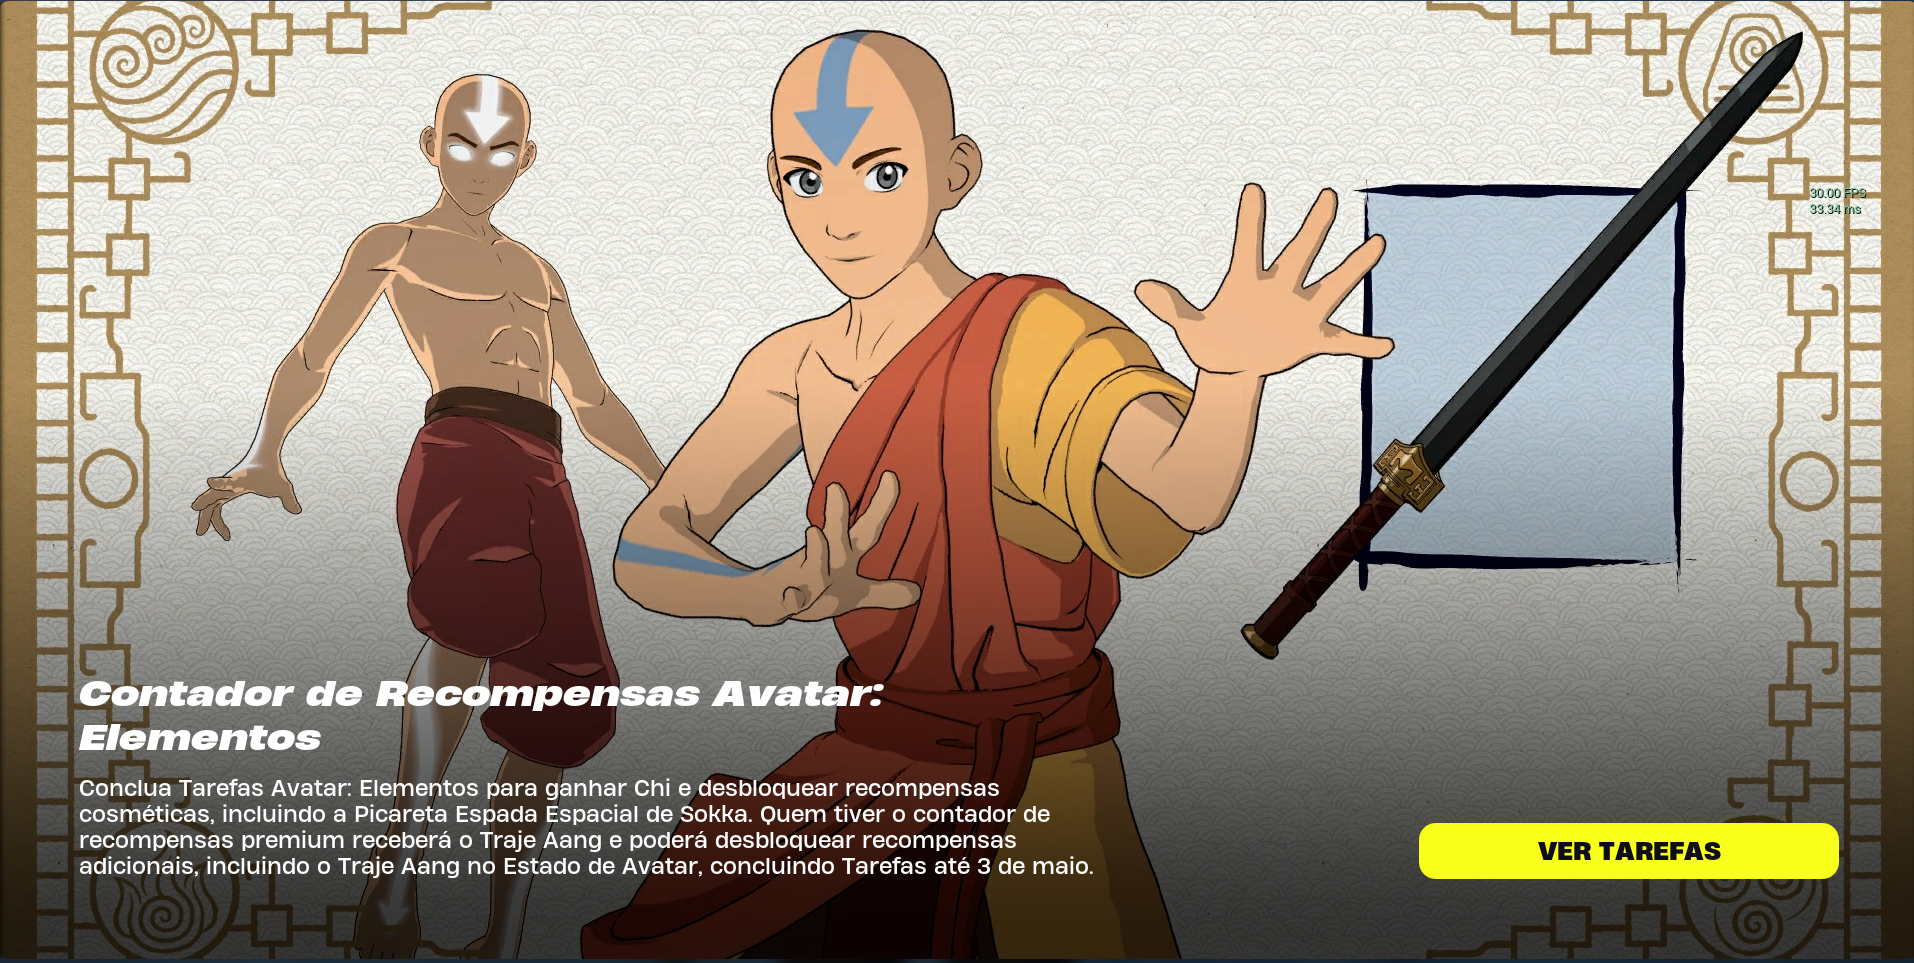 30.00 FPS
33.34 ms
Contador de Recompensas Avatar:
Elementos
Conclua Tarefas Avatar: Elementos para ganhar Chi e desbloquear recompensas
cosméticas, incluindo a Picareta Espada Espacial de Sokka. Quem tiver o contador de
recompensas premium receberá o Traje Aang e poderá desbloquear recompensas
adicionais, incluindo o Traje Aang no Estado de Avatar, concluindo Tarefas até 3 de maio.
VER TAREFAS